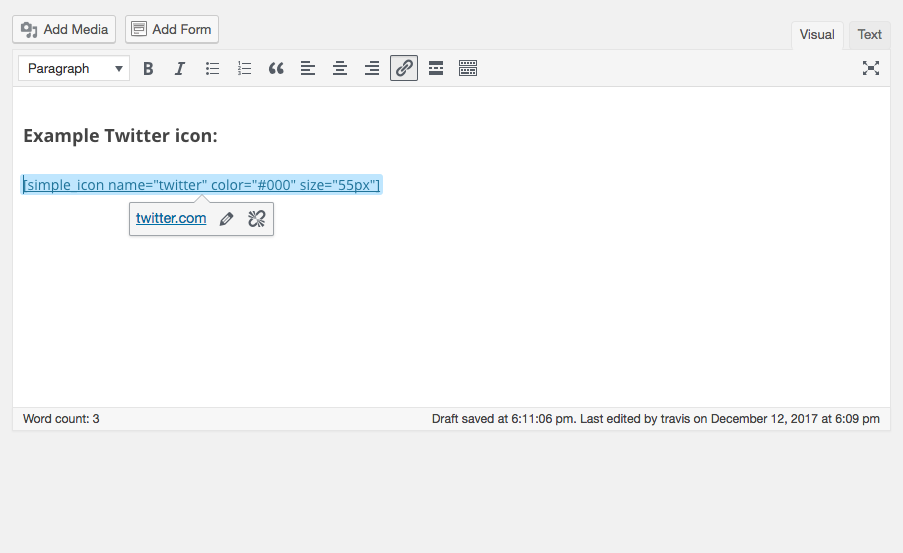 Add Media Add Form
Visual Text
Paragraph B I
Example Twitter icon:
[simple_icon name="twitter" color="#000" size="55px"]
twitter.com
Word count: 3 Draft saved at 6:11:06 pm. Last edited by travis on December 12, 2017 at 6:09 pm